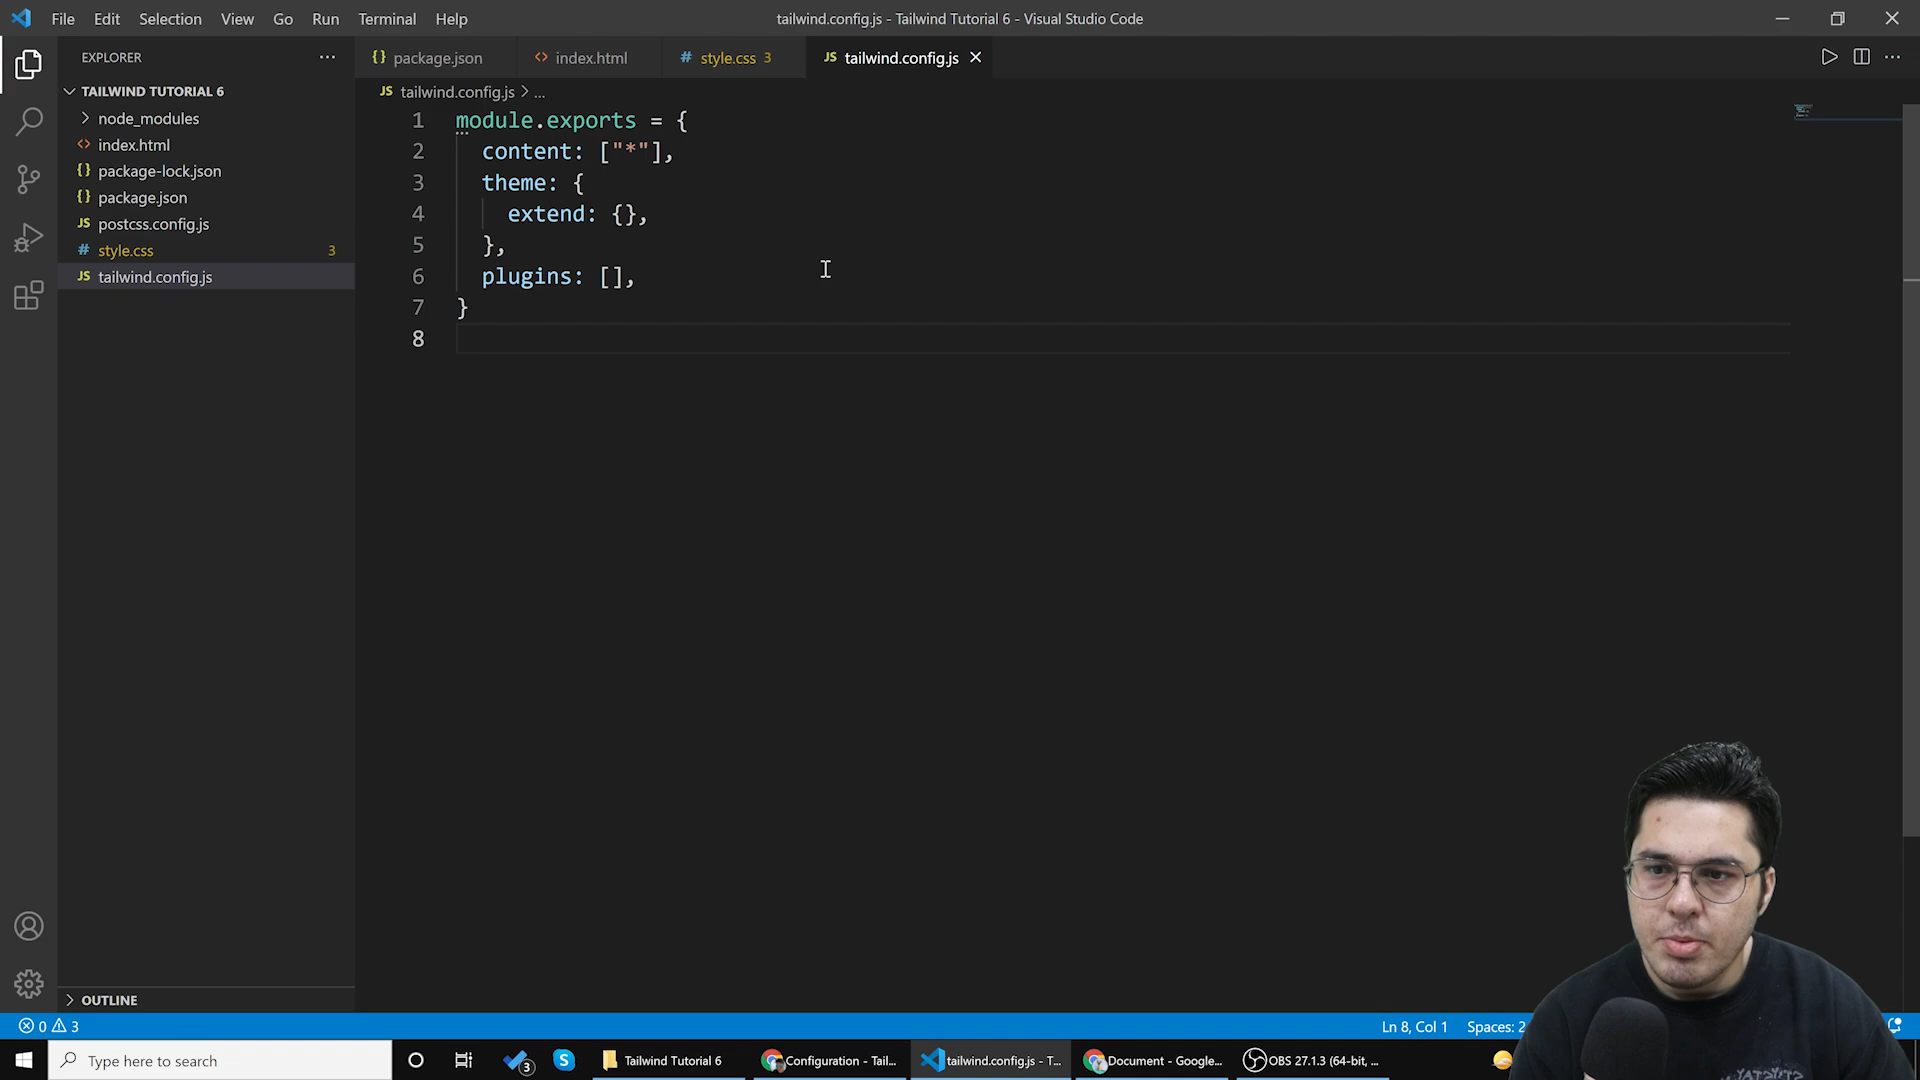 File Edit Selection View Go Run Terminal Help
tailwind.config.js - Tailwind Tutorial 6 - Visual Studio Code
EXPLORER
TAILWIND TUTORIAL 6
node_modules
index.html
package-lock.json
package.json
postcss.config.js
style.css 3
tailwind.config.js
OUTLINE
package.json index.html style.css 3 tailwind.config.js
tailwind.config.js > ...
1 module.exports = {
2 content: ["*"],
3 theme: {
4 extend: {},
5 },
6 plugins: [],
7 }
8
0 3
Ln 8, Col 1 Spaces: 2
Type here to search
3
Tailwind Tutorial 6
Configuration - Tail...
tailwind.config.js - T...
Document - Google...
OBS 27.1.3 (64-bit, ...